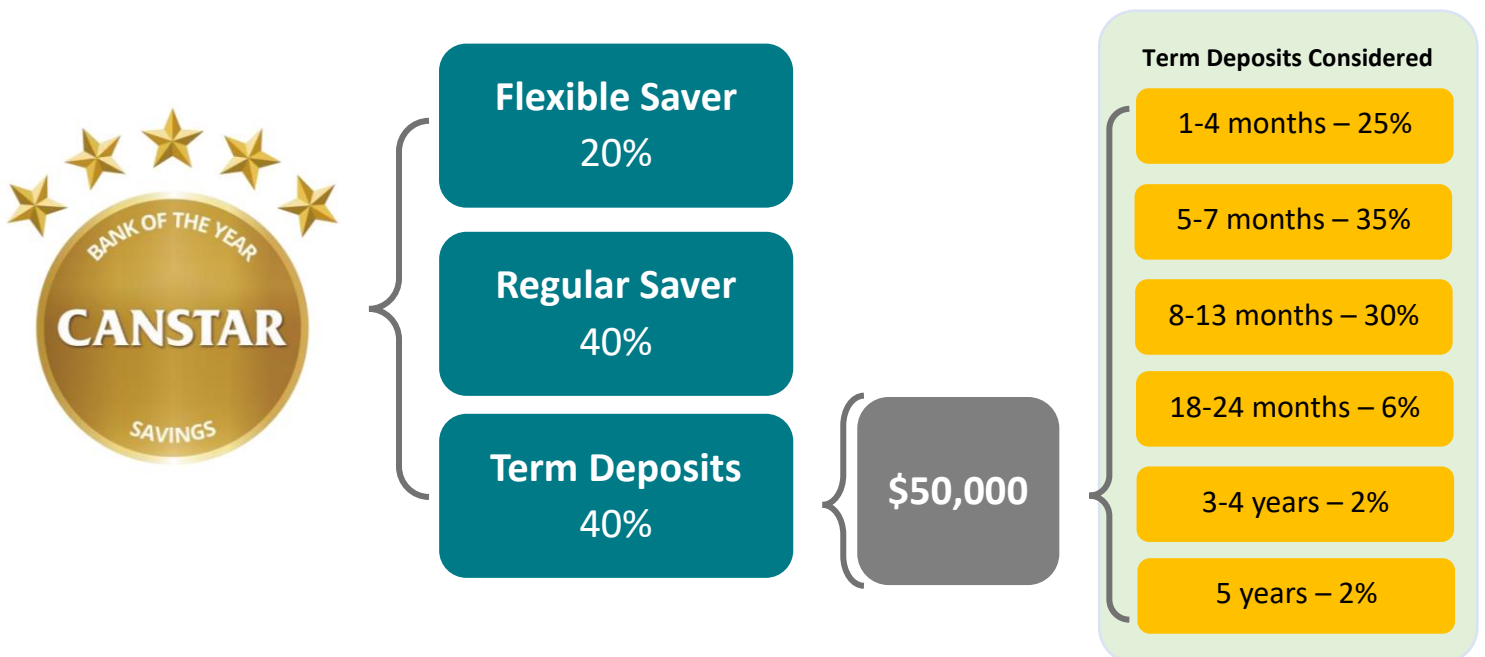 BANK OF THE YEAR
CANSTAR
SAVINGS
Flexible Saver
20%
Regular Saver
40%
Term Deposits
40%
$50,000
Term Deposits Considered
1-4 months – 25%
5-7 months – 35%
8-13 months – 30%
18-24 months – 6%
3-4 years – 2%
5 years – 2%